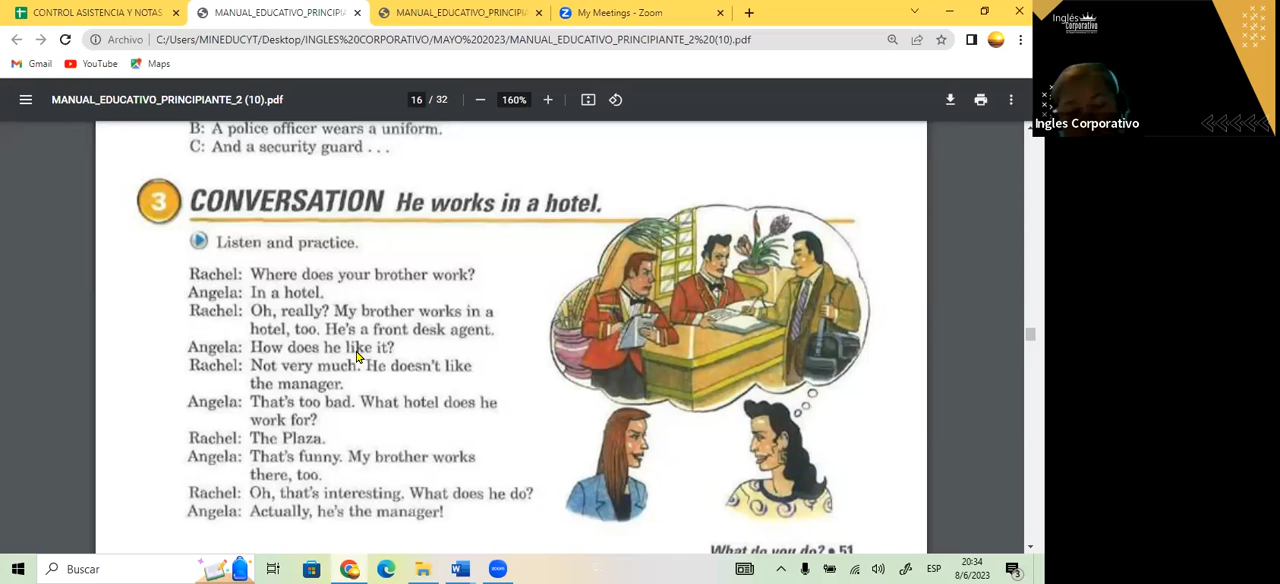 CONTROL ASISTENCIA Y NOTAS
MANUAL_EDUCATIVO_PRINCIPIA
MANUAL_EDUCATIVO_PRINCIPI
My Meetings - Zoom
Archivo
C:/Users/MINEDUCYT/Desktop/INGLES%20CORPORATIVO/MAYO%202023/MANUAL_EDUCATIVO_PRINCIPIANTE_2%20(10).pdf
Gmail
YouTube
Maps
MANUAL_EDUCATIVO_PRINCIPIANTE_2 (10).pdf
16 / 32
160%
Inglés
Corporativo
Ingles Corporativo
B: A police officer wears a uniform.
C: And a security guard . . .
3 CONVERSATION He works in a hotel.
Listen and practice.
Rachel: Where does your brother work?
Angela: In a hotel.
Rachel: Oh, really? My brother works in a
hotel, too. He's a front desk agent.
Angela: How does he like it?
Rachel: Not very much. He doesn't like
the manager.
Angela: That's too bad. What hotel does he
work for?
Rachel: The Plaza.
Angela: That's funny. My brother works
there, too.
Rachel: Oh, that's interesting. What does he do?
Angela: Actually, he's the manager!
What do you do? • 51
Buscar
ESP
20:34
8/6/2023
3